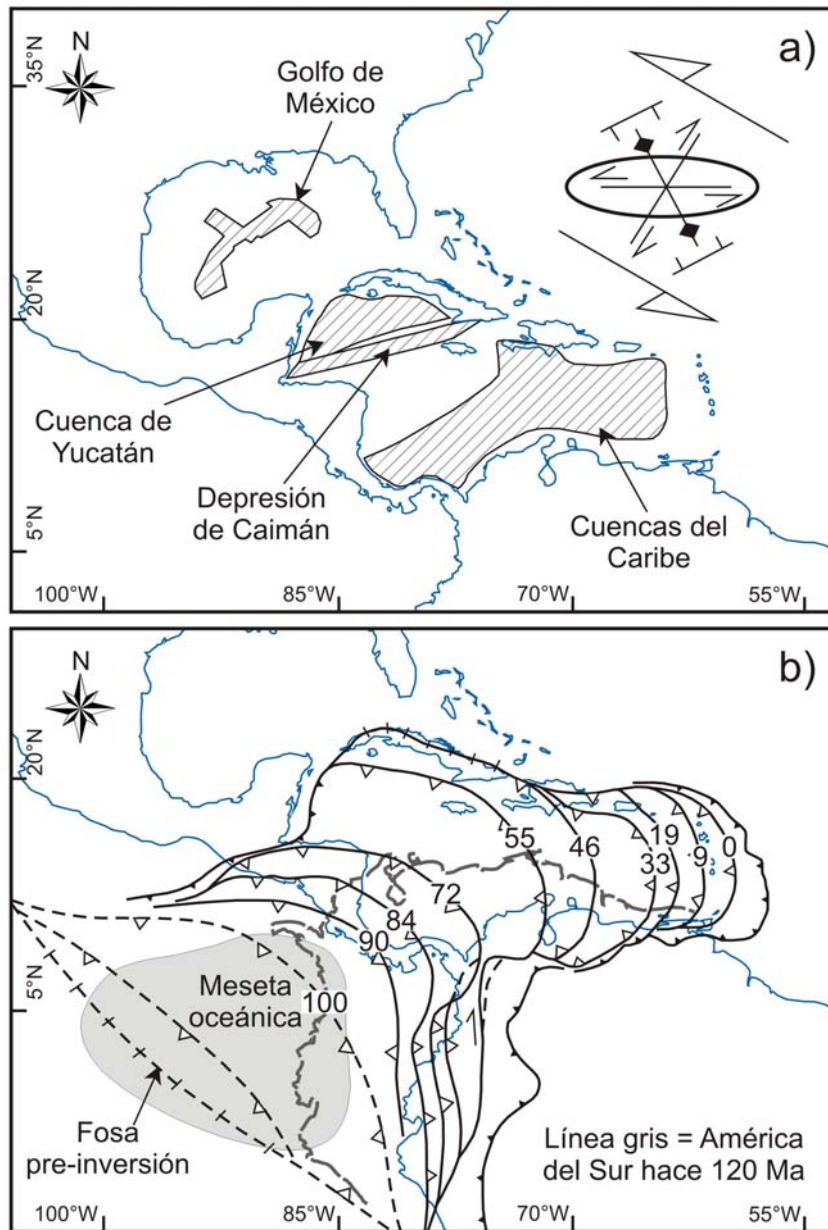 a)
N
35°N
Golfo de
México
20°N
Cuenca de
Yucatán
Depresión
de Caimán
Cuencas del
Caribe
5°N
100°W
85°W
70°W
55°W
b)
N
20°N
55
46
19
33
9
0
72
84
90
100
5°N
Meseta
oceánica
Fosa
pre-inversión
Línea gris = América
del Sur hace 120 Ma
100°W
85°W
70°W
55°W